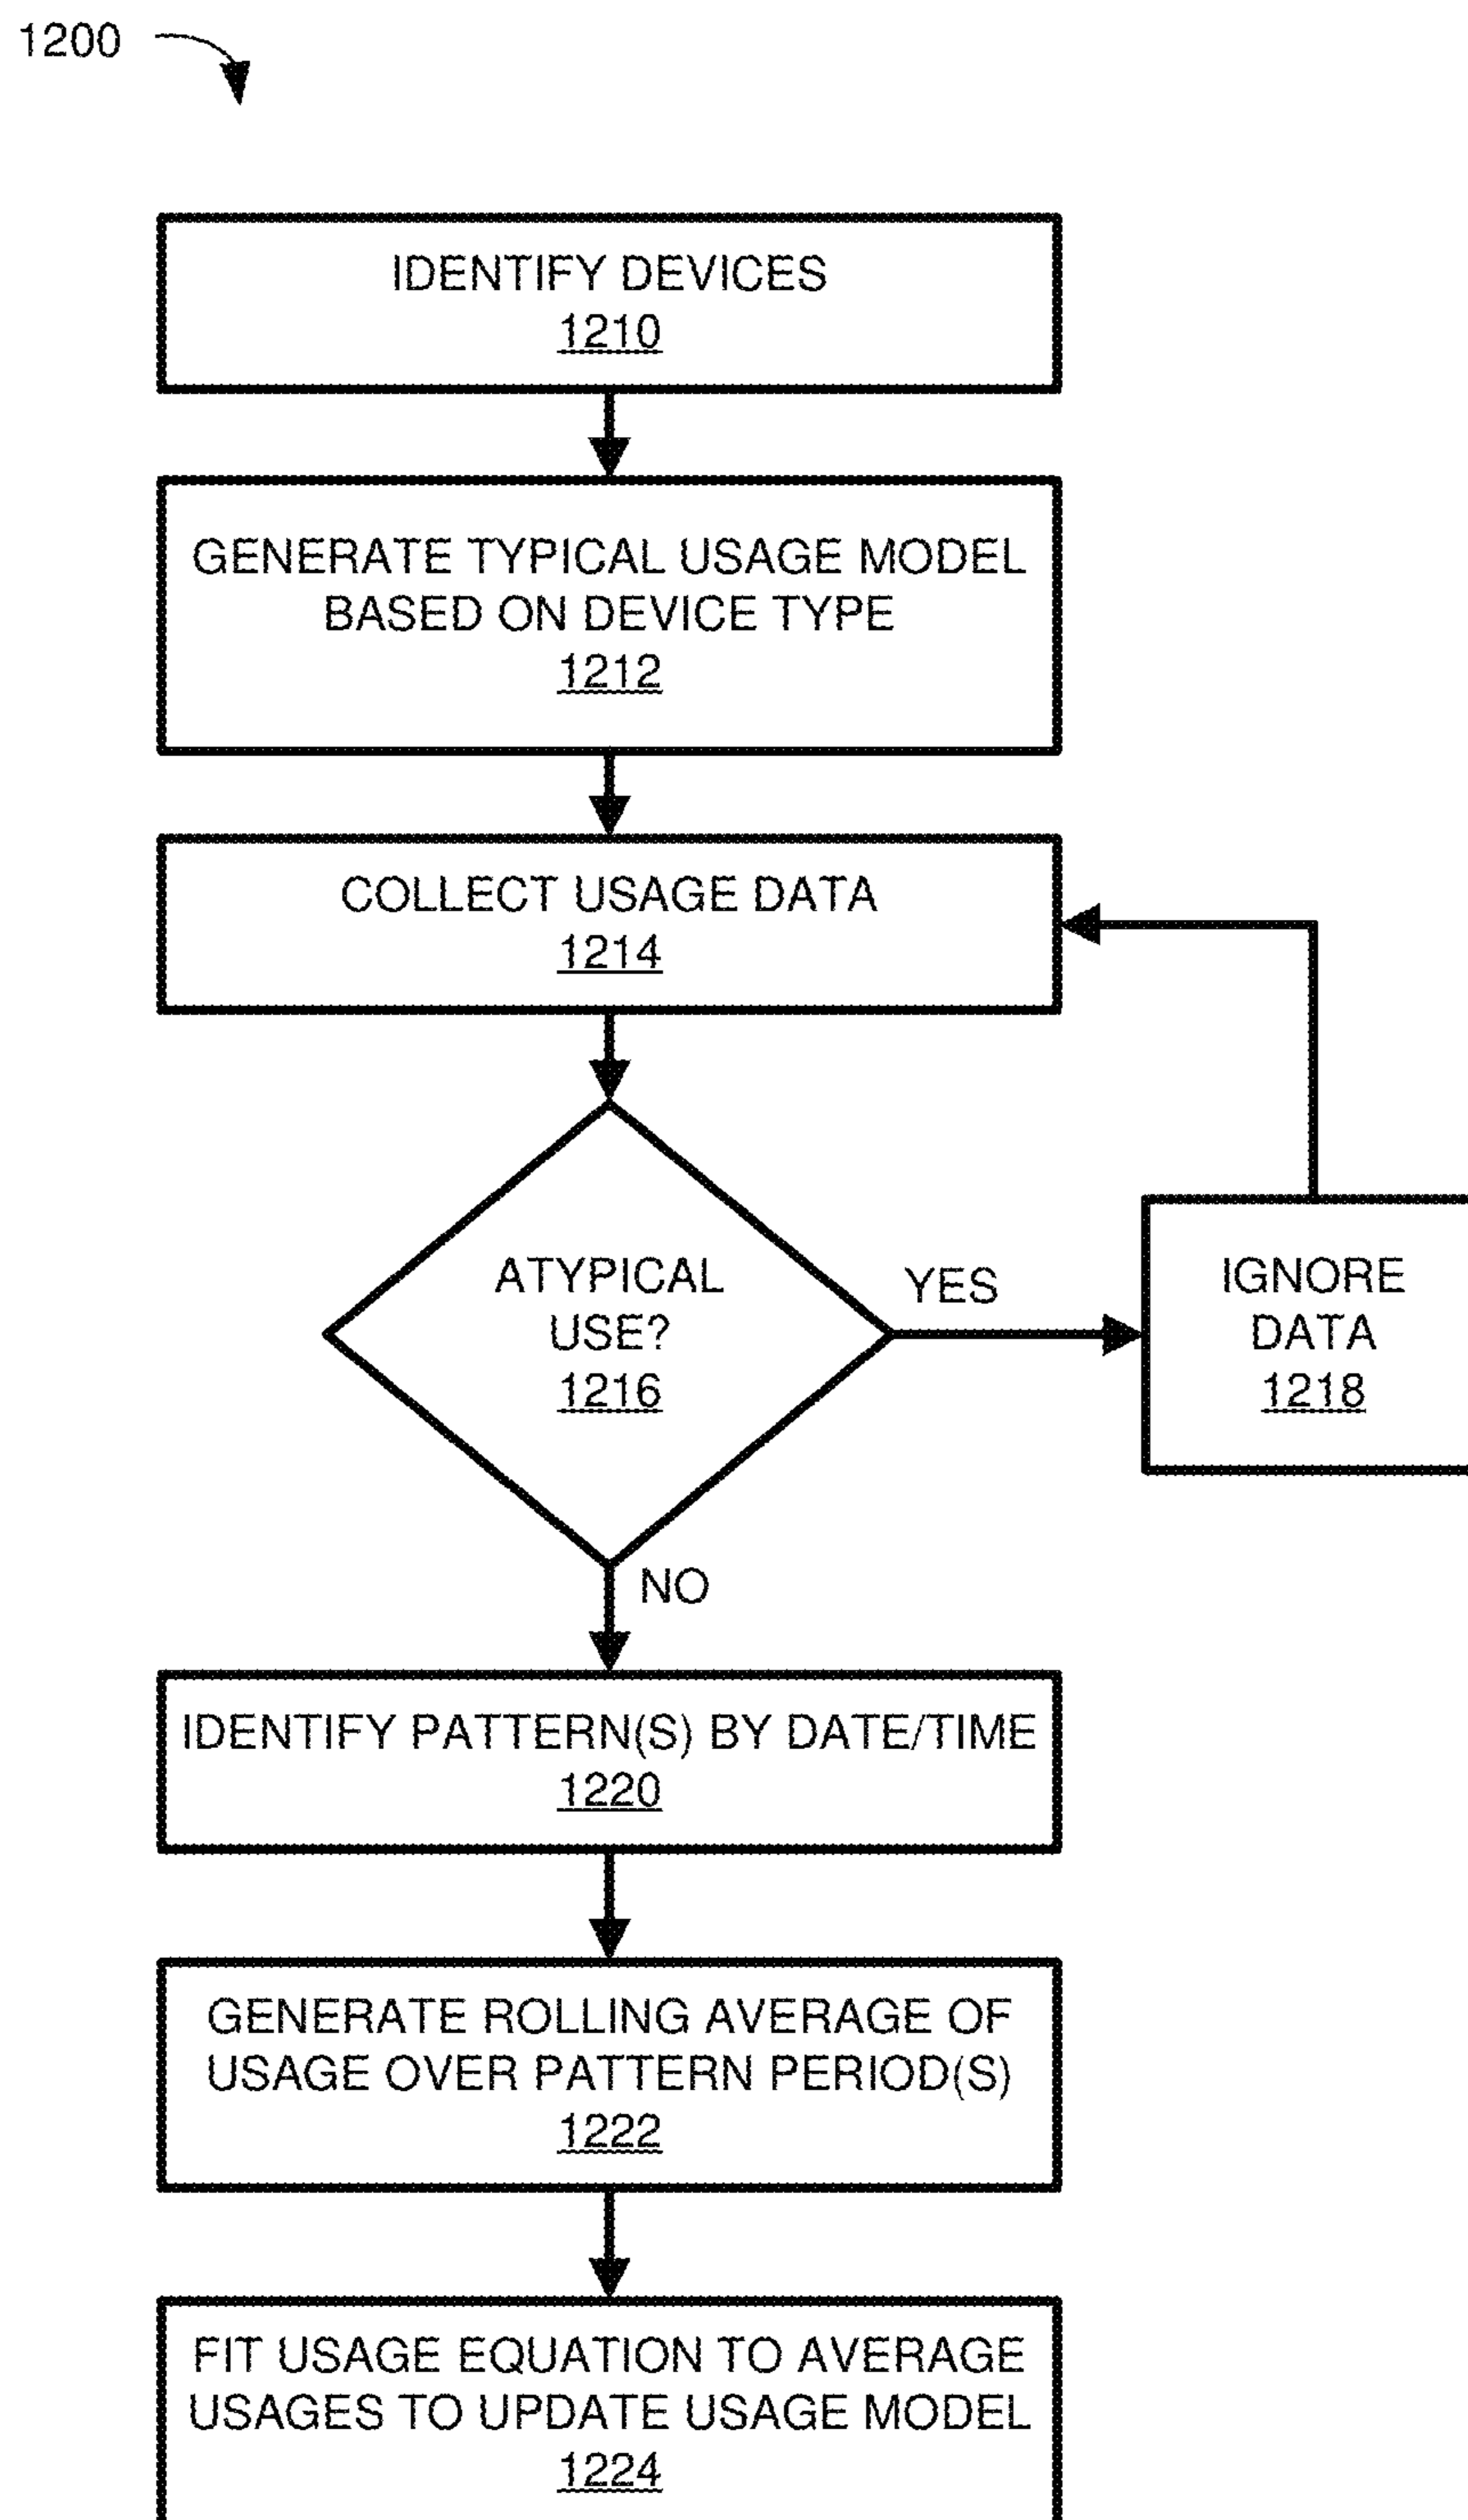 1200
IDENTIFY DEVICES
1210
GENERATE TYPICAL USAGE MODEL
BASED ON DEVICE TYPE
1212
COLLECT USAGE DATA
1214
ATYPICAL
USE?
1216
YES
IGNORE
DATA
1218
NO
IDENTIFY PATTERN(S) BY DATE/TIME
1220
GENERATE ROLLING AVERAGE OF
USAGE OVER PATTERN PERIOD(S)
1222
FIT USAGE EQUATION TO AVERAGE
USAGES TO UPDATE USAGE MODEL
1224